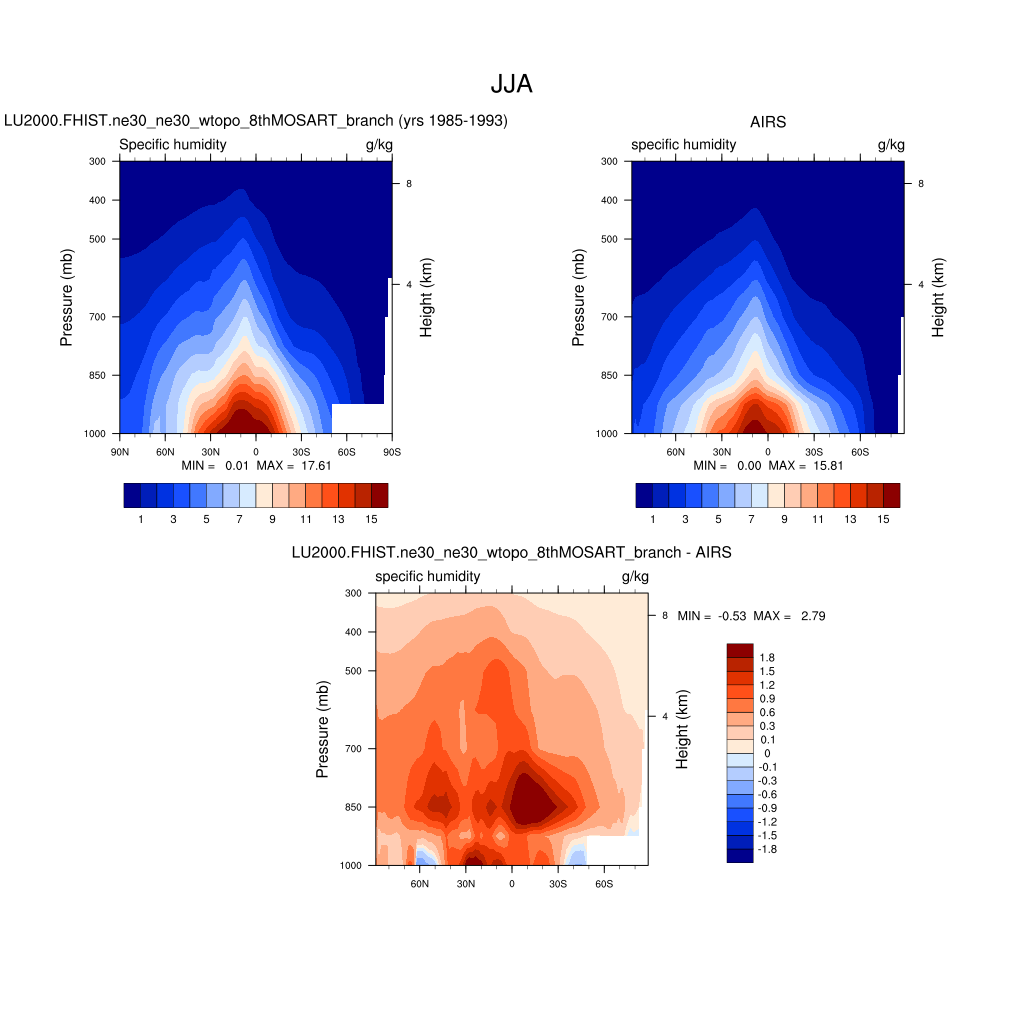 JJA
LU2000.FHIST.ne30_ne30_wtopo_8thMOSART_branch (yrs 1985-1993)
Specific humidity g/kg
300
400
500
700
850
1000
Pressure (mb)
8
4
Height (km)
90N 60N 30N 0 30S 60S 90S
MIN = 0.01 MAX = 17.61
1 3 5 7 9 11 13 15
AIRS
specific humidity g/kg
300
400
500
700
850
1000
Pressure (mb)
8
4
Height (km)
60N 30N 0 30S 60S
MIN = 0.00 MAX = 15.81
1 3 5 7 9 11 13 15
LU2000.FHIST.ne30_ne30_wtopo_8thMOSART_branch - AIRS
specific humidity g/kg
300
400
500
700
850
1000
Pressure (mb)
8
4
Height (km)
60N 30N 0 30S 60S
MIN = -0.53 MAX = 2.79
1.8
1.5
1.2
0.9
0.6
0.3
0.1
0
-0.1
-0.3
-0.6
-0.9
-1.2
-1.5
-1.8